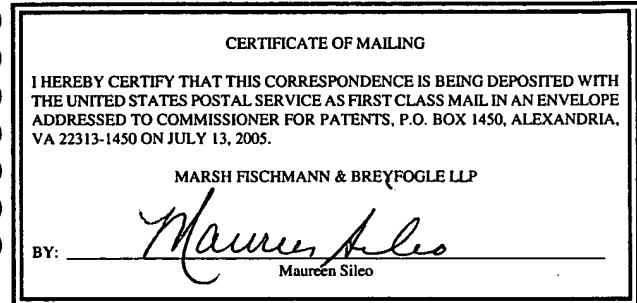 CERTIFICATE OF MAILING
I HEREBY CERTIFY THAT THIS CORRESPONDENCE IS BEING DEPOSITED WITH
THE UNITED STATES POSTAL SERVICE AS FIRST CLASS MAIL IN AN ENVELOPE
ADDRESSED TO COMMISSIONER FOR PATENTS, P.O. BOX 1450, ALEXANDRIA,
VA 22313-1450 ON JULY 13, 2005.
MARSH FISCHMANN & BREYFOGLE LLP
BY: Maureen Sileo
Maureen Sileo